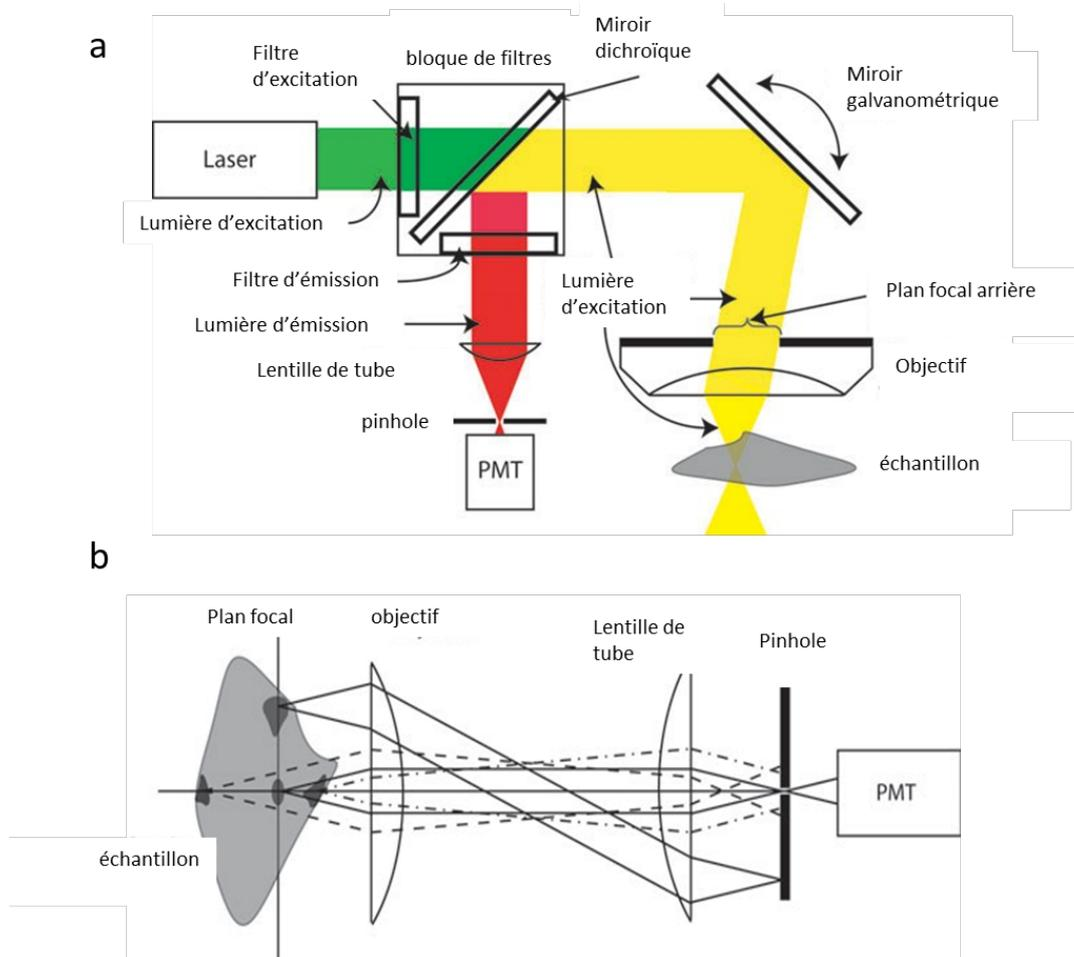 a
Filtre
d'excitation
bloque de filtres
Miroir
dichroïque
Miroir
galvanométrique
Laser
Lumière d'excitation
Filtre d'émission
Lumière
d'excitation
Plan focal arrière
Lumière d'émission
Lentille de tube
Objectif
pinhole
PMT
échantillon
b
Plan focal
objectif
Lentille de
tube
Pinhole
PMT
échantillon